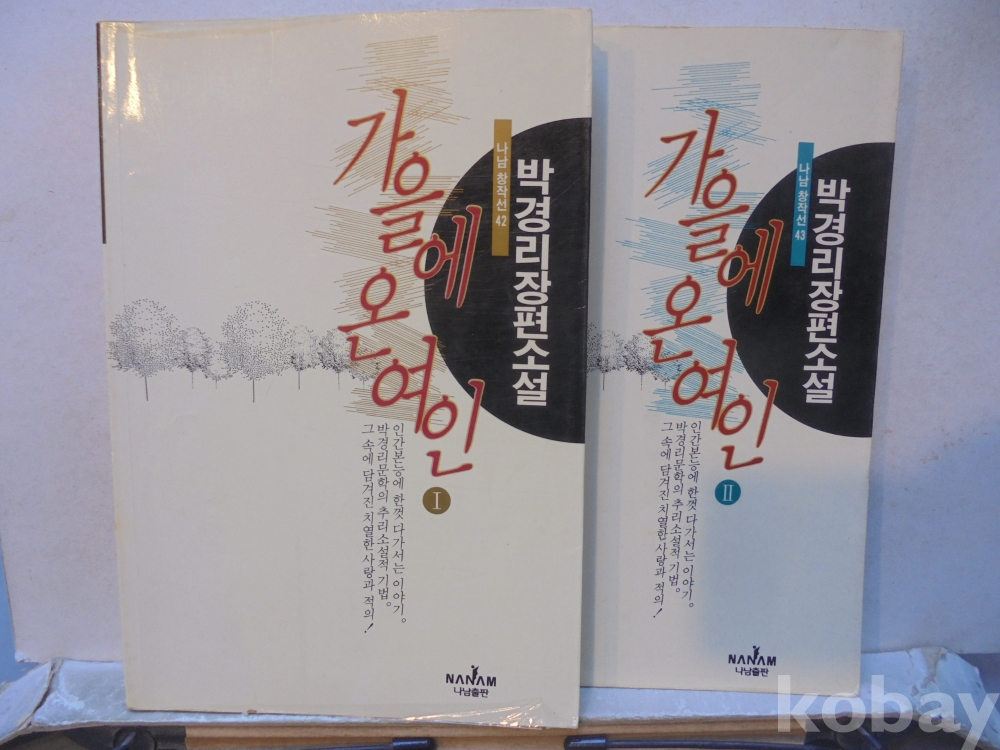 가을에 온 여인
I
나남 창작선 42
박경리장편소설
인간본능에 한껏 다가서는 이야기。
박경리문학의 추리소설적 기법。
그 속에 담겨진 치열한 사랑과 적의!
NANAM
나남출판
가을에 온 여인
II
나남 창작선 43
박경리장편소설
인간본능에 한껏 다가서는 이야기。
박경리문학의 추리소설적 기법。
그 속에 담겨진 치열한 사랑과 적의!
NANAM
나남출판
kobay